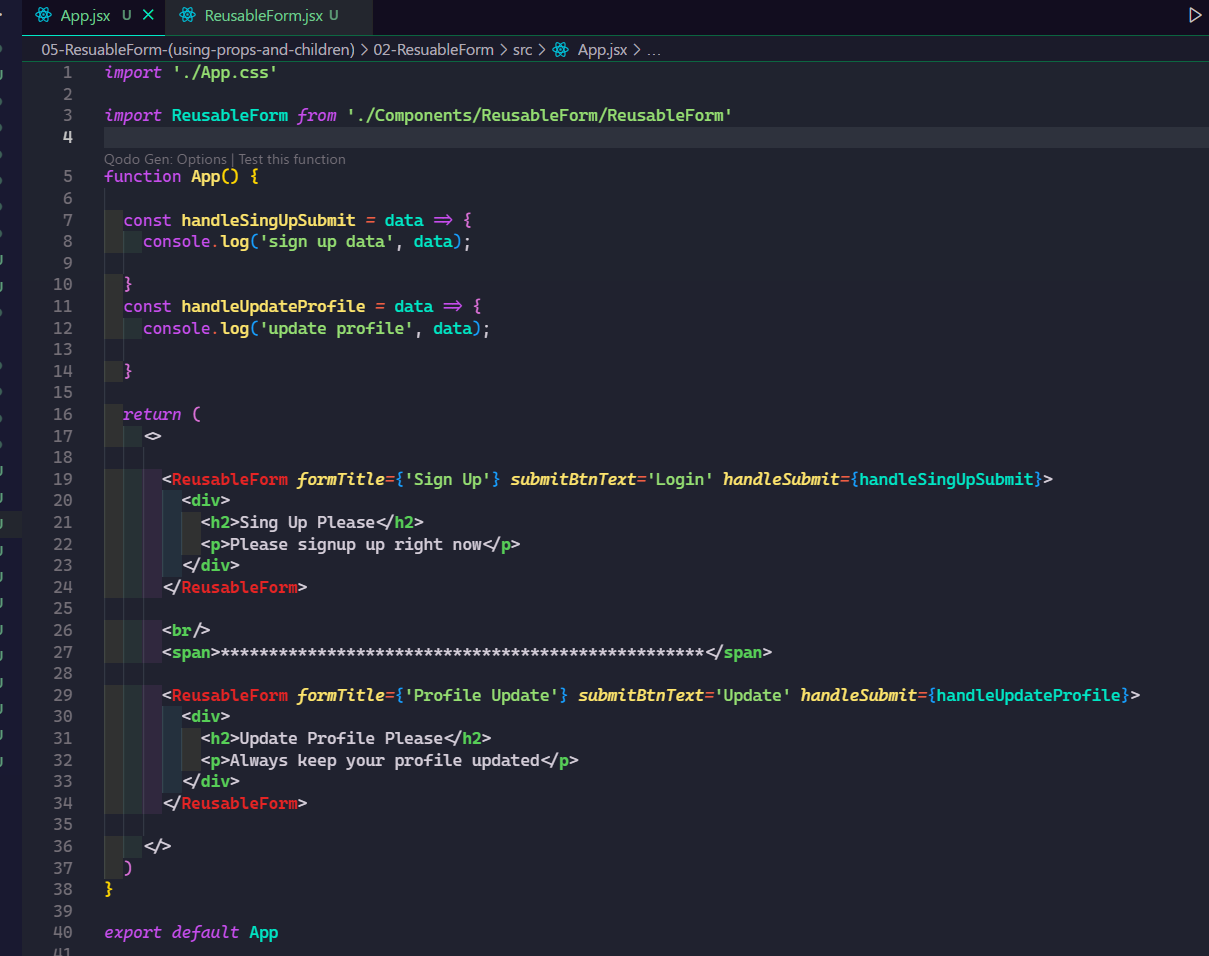 App.jsx U ReusableForm.jsx U
05-ResuableForm-(using-props-and-children) > 02-ResuableForm > src > App.jsx > ...
1 import './App.css'
2
3 import ReusableForm from './Components/ReusableForm/ReusableForm'
4
Qodo Gen: Options | Test this function
5 function App() {
6
7 const handleSingUpSubmit = data => {
8 console.log('sign up data', data);
9
10 }
11 const handleUpdateProfile = data => {
12 console.log('update profile', data);
13
14 }
15
16 return (
17 <>
18
19 <ReusableForm formTitle={'Sign Up'} submitBtnText='Login' handleSubmit={handleSingUpSubmit}>
20 <div>
21 <h2>Sing Up Please</h2>
22 <p>Please signup up right now</p>
23 </div>
24 </ReusableForm>
25
26 <br/>
27 <span>**************************************************</span>
28
29 <ReusableForm formTitle={'Profile Update'} submitBtnText='Update' handleSubmit={handleUpdateProfile}>
30 <div>
31 <h2>Update Profile Please</h2>
32 <p>Always keep your profile updated</p>
33 </div>
34 </ReusableForm>
35
36 </>
37 )
38 }
39
40 export default App
41